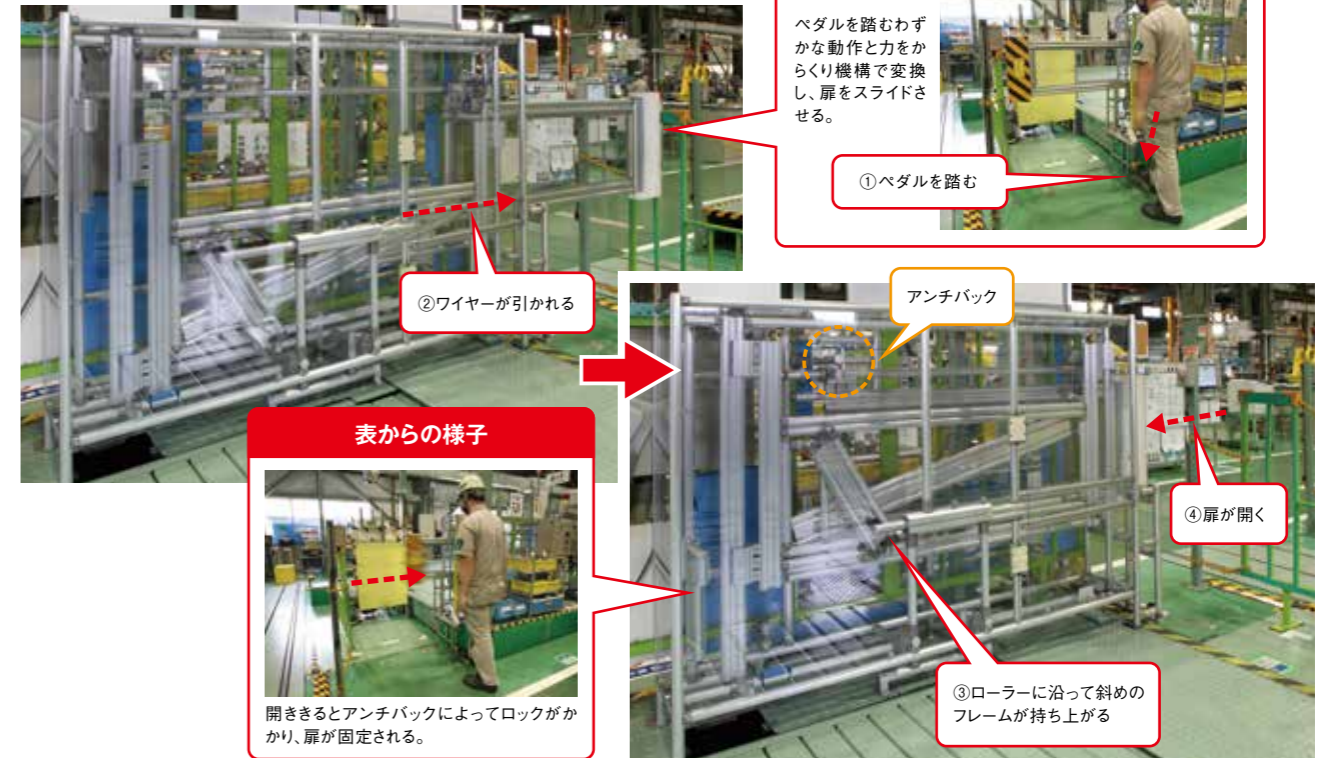 ペダルを踏むわず
かな動作と力をか
らくり機構で変換
し、扉をスライドさ
せる。
①ペダルを踏む
②ワイヤーが引かれる
アンチバック
表からの様子
④扉が開く
③ローラーに沿って斜めの
フレームが持ち上がる
開ききるとアンチバックによってロックがか
かり、扉が固定される。